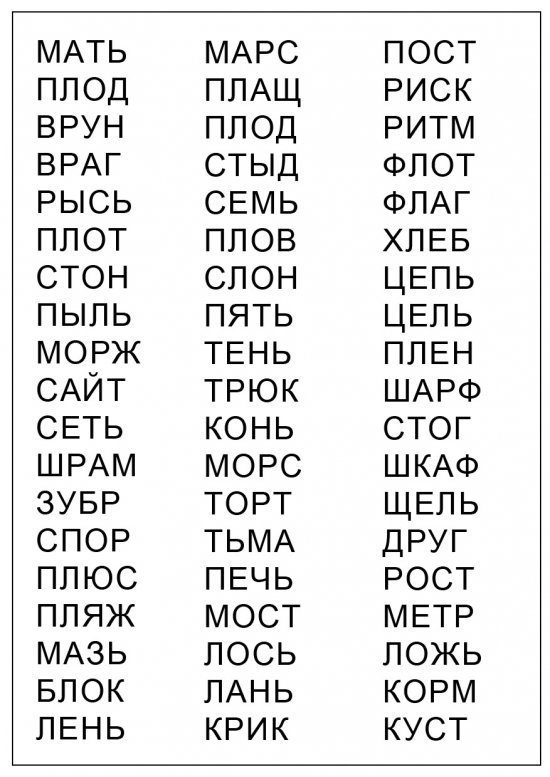 МАТЬ МАРС ПОСТ
ПЛОД ПЛАЩ РИСК
ВРУН ПЛОД РИТМ
ВРАГ СТЫД ФЛОТ
РЫСЬ СЕМЬ ФЛАГ
ПЛОТ ПЛОВ ХЛЕБ
СТОН СЛОН ЦЕПЬ
ПЫЛЬ ПЯТЬ ЦЕЛЬ
МОРЖ ТЕНЬ ПЛЕН
САЙТ ТРЮК ШАРФ
СЕТЬ КОНЬ СТОГ
ШРАМ МОРС ШКАФ
ЗУБР ТОРТ ЩЕЛЬ
СПОР ТЬМА ДРУГ
ПЛЮС ПЕЧЬ РОСТ
ПЛЯЖ МОСТ МЕТР
МАЗЬ ЛОСЬ ЛОЖЬ
БЛОК ЛАНЬ КОРМ
ЛЕНЬ КРИК КУСТ